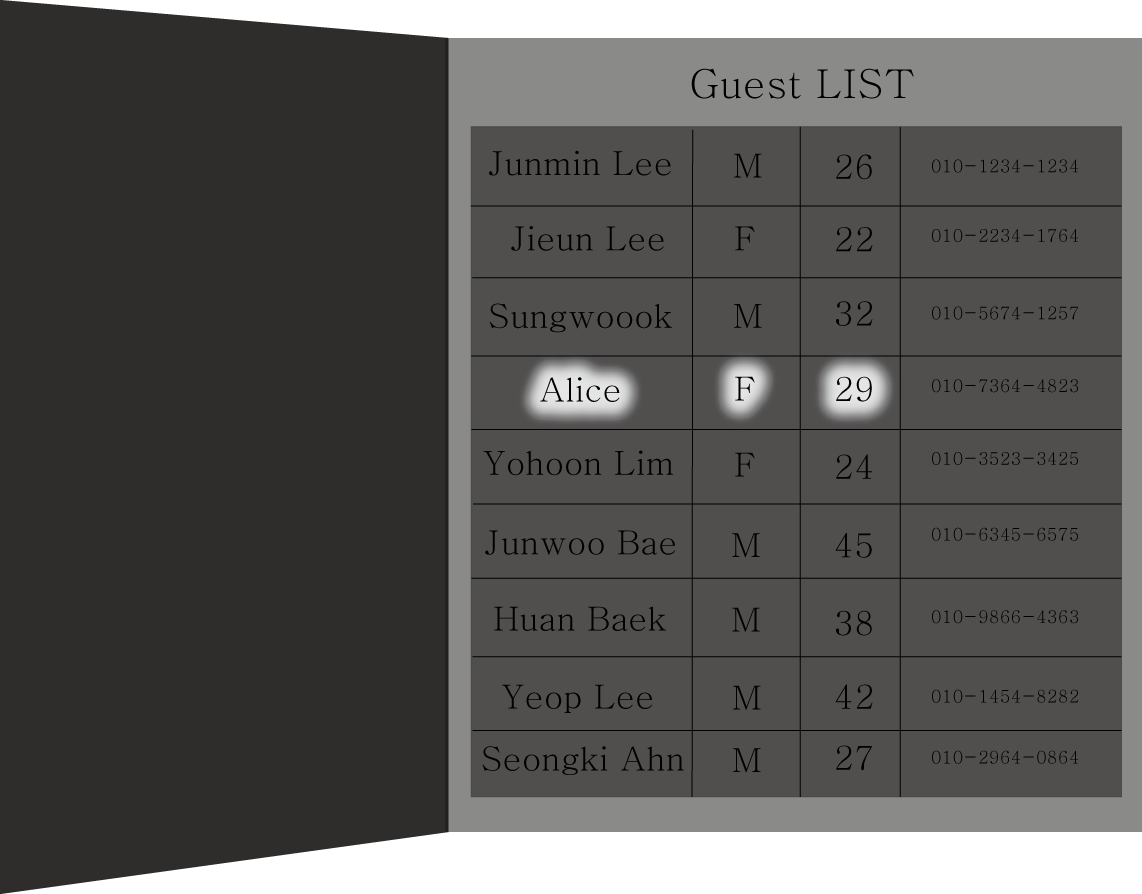 Guest LIST
Junmin Lee M 26 010-1234-1234
Jieun Lee F 22 010-2234-1764
Sungwoook M 32 010-5674-1257
Alice F 29 010-7364-4823
Yohoon Lim F 24 010-3523-3425
Junwoo Bae M 45 010-6345-6575
Huan Baek M 38 010-9866-4363
Yeop Lee M 42 010-1454-8282
Seongki Ahn M 27 010-2964-0864